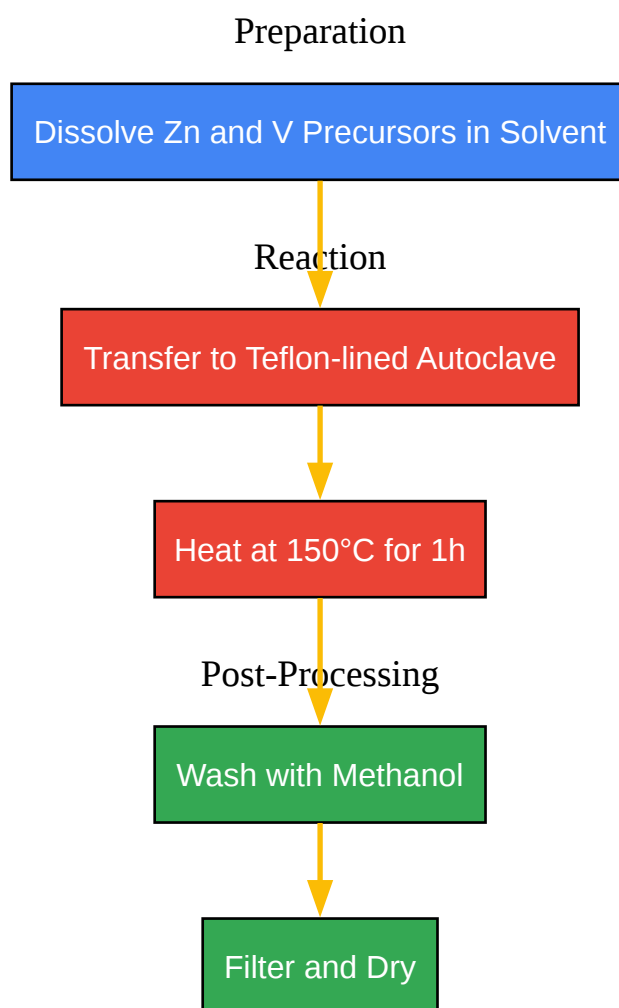 Preparation
Dissolve Zn and V Precursors in Solvent
Reaction
Transfer to Teflon-lined Autoclave
Heat at 150°C for 1h
Post-Processing
Wash with Methanol
Filter and Dry